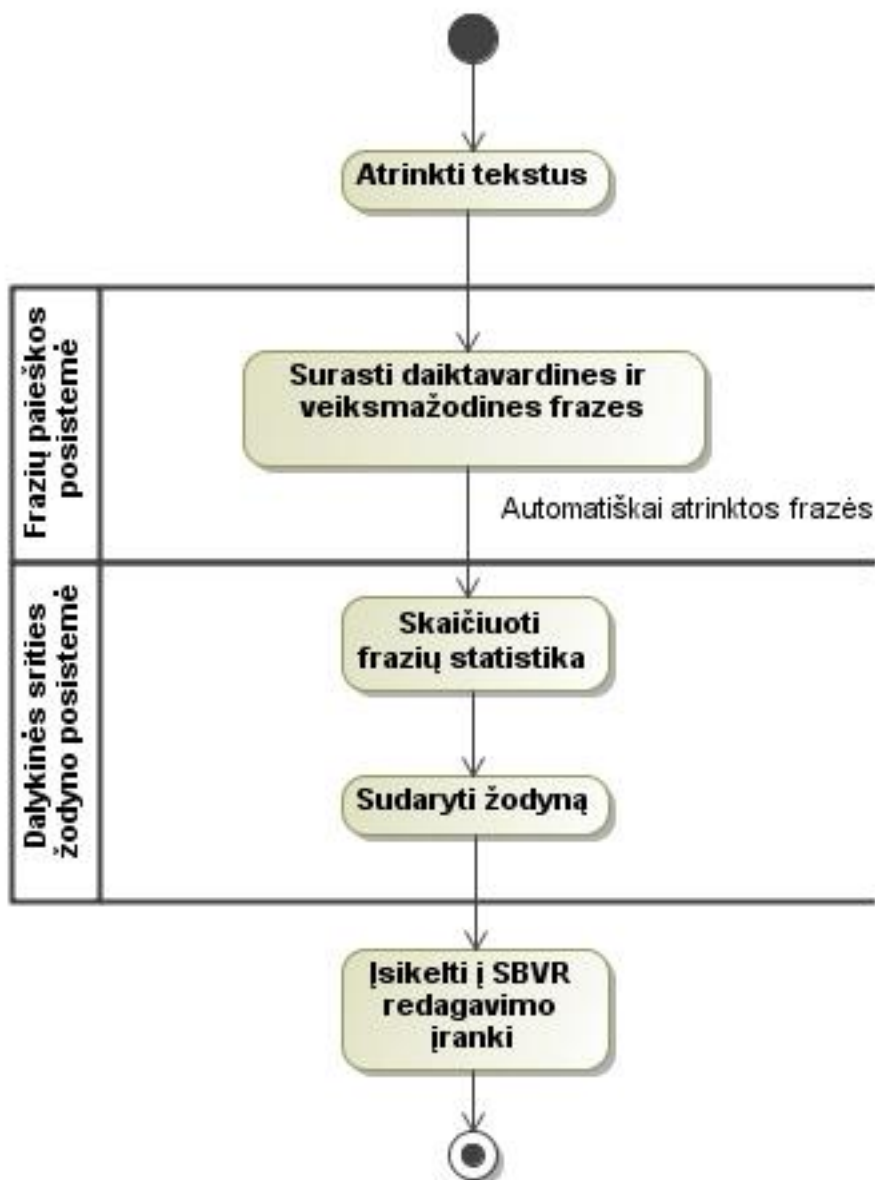 Atrinkti tekstus
Frazių paieškos
posistemė
Surasti daiktavardines ir
veiksmažodines frazes
Automatiškai atrinktos frazės
Dalykinės srities
žodyno posistemė
Skaičiuoti
frazių statistika
Sudaryti žodyną
Įsikelti į SBVR
redagavimo
įranki